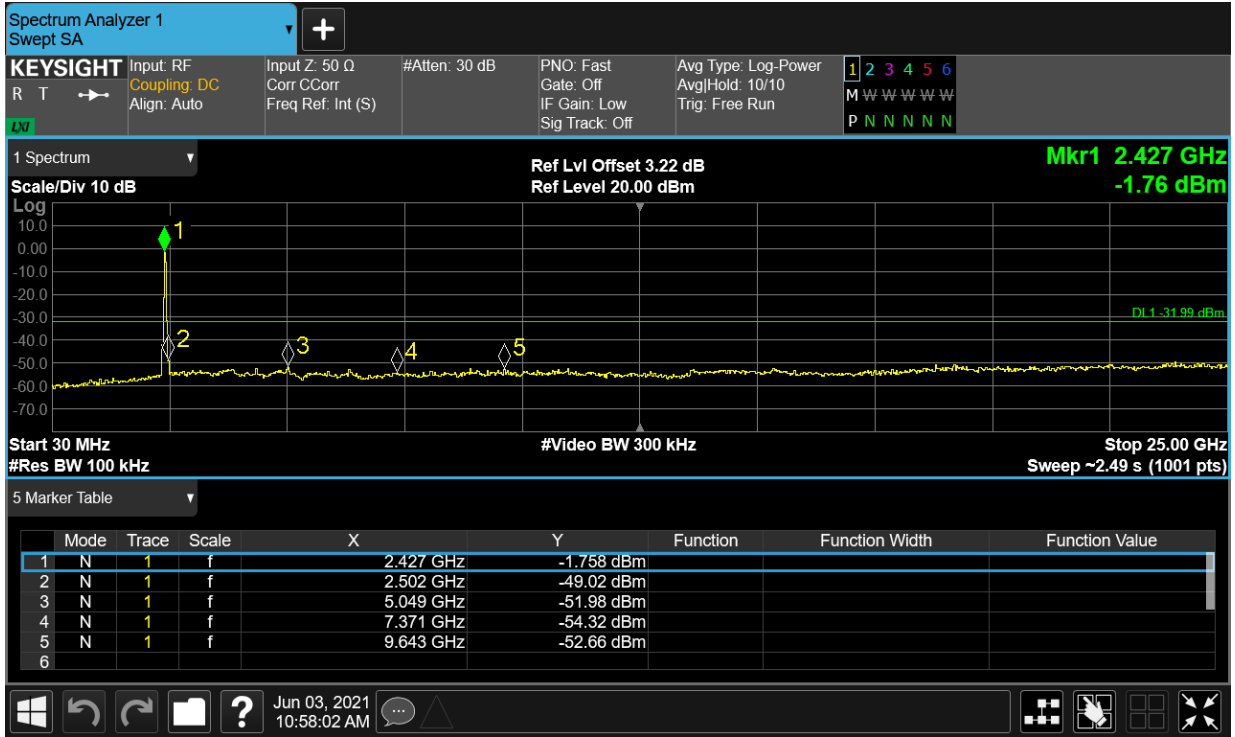 Spectrum Analyzer 1
Swept SA
KEYSIGHT Input: RF Input Z: 50 Ω #Atten: 30 dB PNO: Fast Avg Type: Log-Power 1 2 3 4 5 6
R T Coupling: DC Corr CCorr Gate: Off Avg|Hold: 10/10 M W W W W W
Align: Auto Freq Ref: Int (S) IF Gain: Low Trig: Free Run
LXI Sig Track: Off P N N N N N
1 Spectrum
Ref Lvl Offset 3.22 dB Mkr1 2.427 GHz
Scale/Div 10 dB Ref Level 20.00 dBm -1.76 dBm
Log
10.0
0.00
-10.0
-20.0
-30.0
-40.0
-50.0
-60.0
-70.0
1
2
3
4
5
DL1 -31.99 dBm
Start 30 MHz #Video BW 300 kHz Stop 25.00 GHz
#Res BW 100 kHz Sweep ~2.49 s (1001 pts)
5 Marker Table
Mode Trace Scale X Y Function Function Width Function Value
1 N 1 f 2.427 GHz -1.758 dBm
2 N 1 f 2.502 GHz -49.02 dBm
3 N 1 f 5.049 GHz -51.98 dBm
4 N 1 f 7.371 GHz -54.32 dBm
5 N 1 f 9.643 GHz -52.66 dBm
6
? Jun 03, 2021
10:58:02 AM